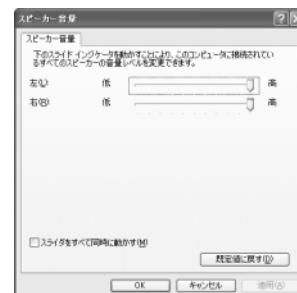 スピーカー音量
スピーカー音量
下のスライド インジケータを動かすことにより、このコンピュータに接続されてい
るすべてのスピーカーの音量レベルを変更できます。
左(L) 低 高
右(R) 低 高
スライダをすべて同時に動かす(M)
既定値に戻す(D)
OK キャンセル 適用(A)